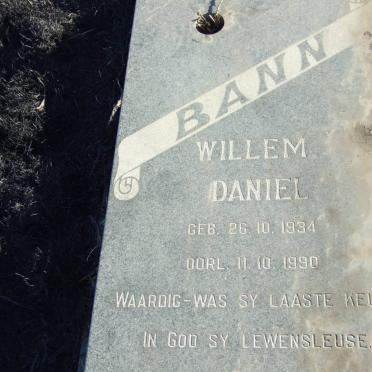 BANN
WILLEM
DANIEL
GEB. 26.10.1934
OORL. 11.10.1990
WAARDIG-WAS SY LAASTE
IN GOD SY LEWENSLEUSE.